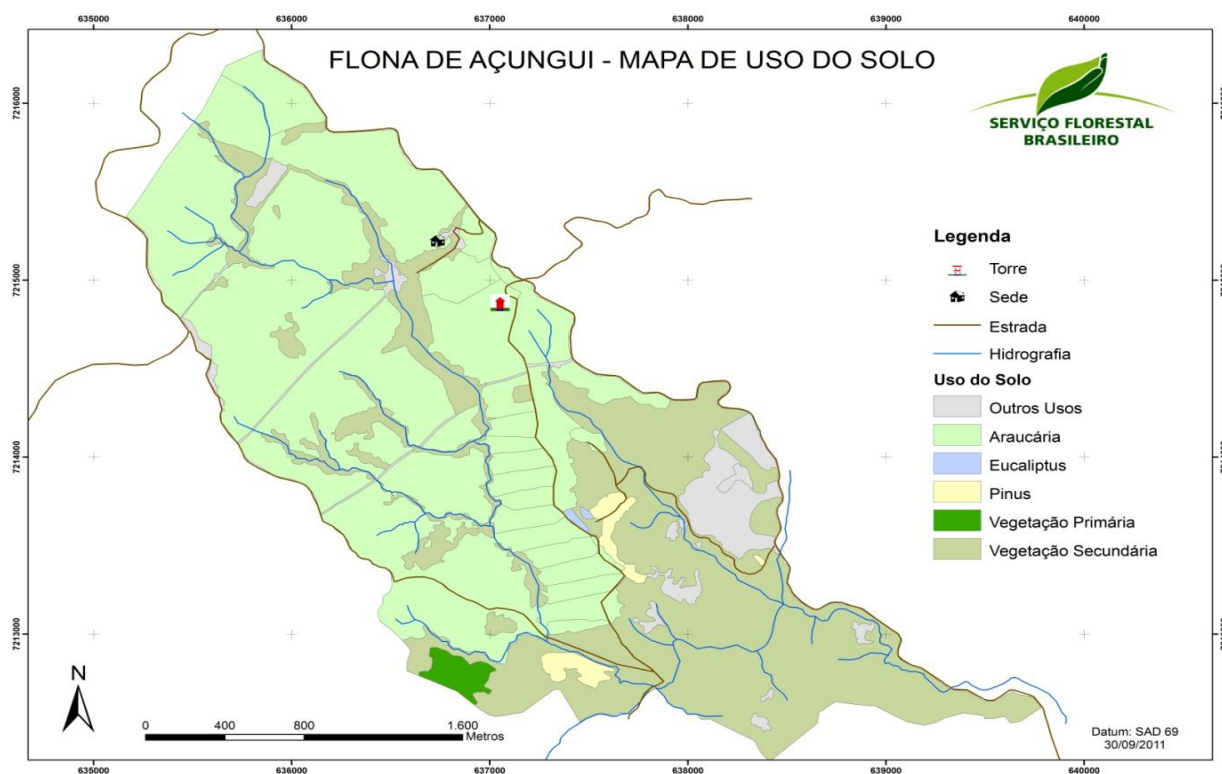 635000 636000 637000 638000 639000 640000
FLONA DE AÇUNGUI - MAPA DE USO DO SOLO
SERVIÇO FLORESTAL
BRASILEIRO
7216000
7215000
7214000
7213000
Legenda
Torre
Sede
Estrada
Hidrografia
Uso do Solo
Outros Usos
Araucária
Eucaliptus
Pinus
Vegetação Primária
Vegetação Secundária
N
0 400 800 1.600
Metros
Datum: SAD 69
30/09/2011
635000 636000 637000 638000 639000 640000